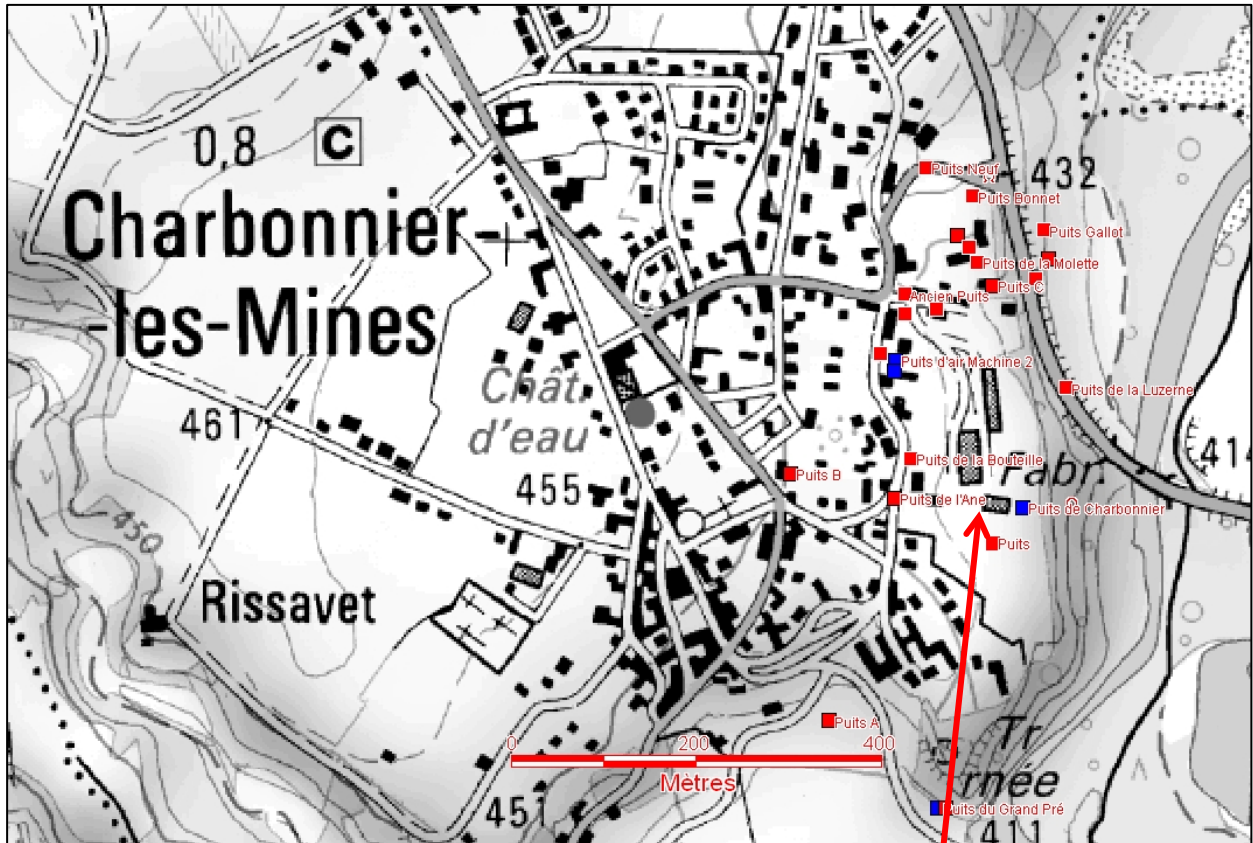 432
0,8 C
Puits Neuf
Puits Bonnet
Charbonnier
-les-Mines
Puits Gallot
Puits de la Molette
Puits C
Ancien Puits
Puits d'air Machine 2
Chât.
d'eau
Puits de la Luzerne
461
455
Puits B
Puits de la Bouteille
414
Fabr.
Puits de l'Ane
Puits de Charbonnier
450
Puits
Rissavet
Puits A
0 200 400
Mètres
Tr
rnée
451
Puits du Grand Pré
411